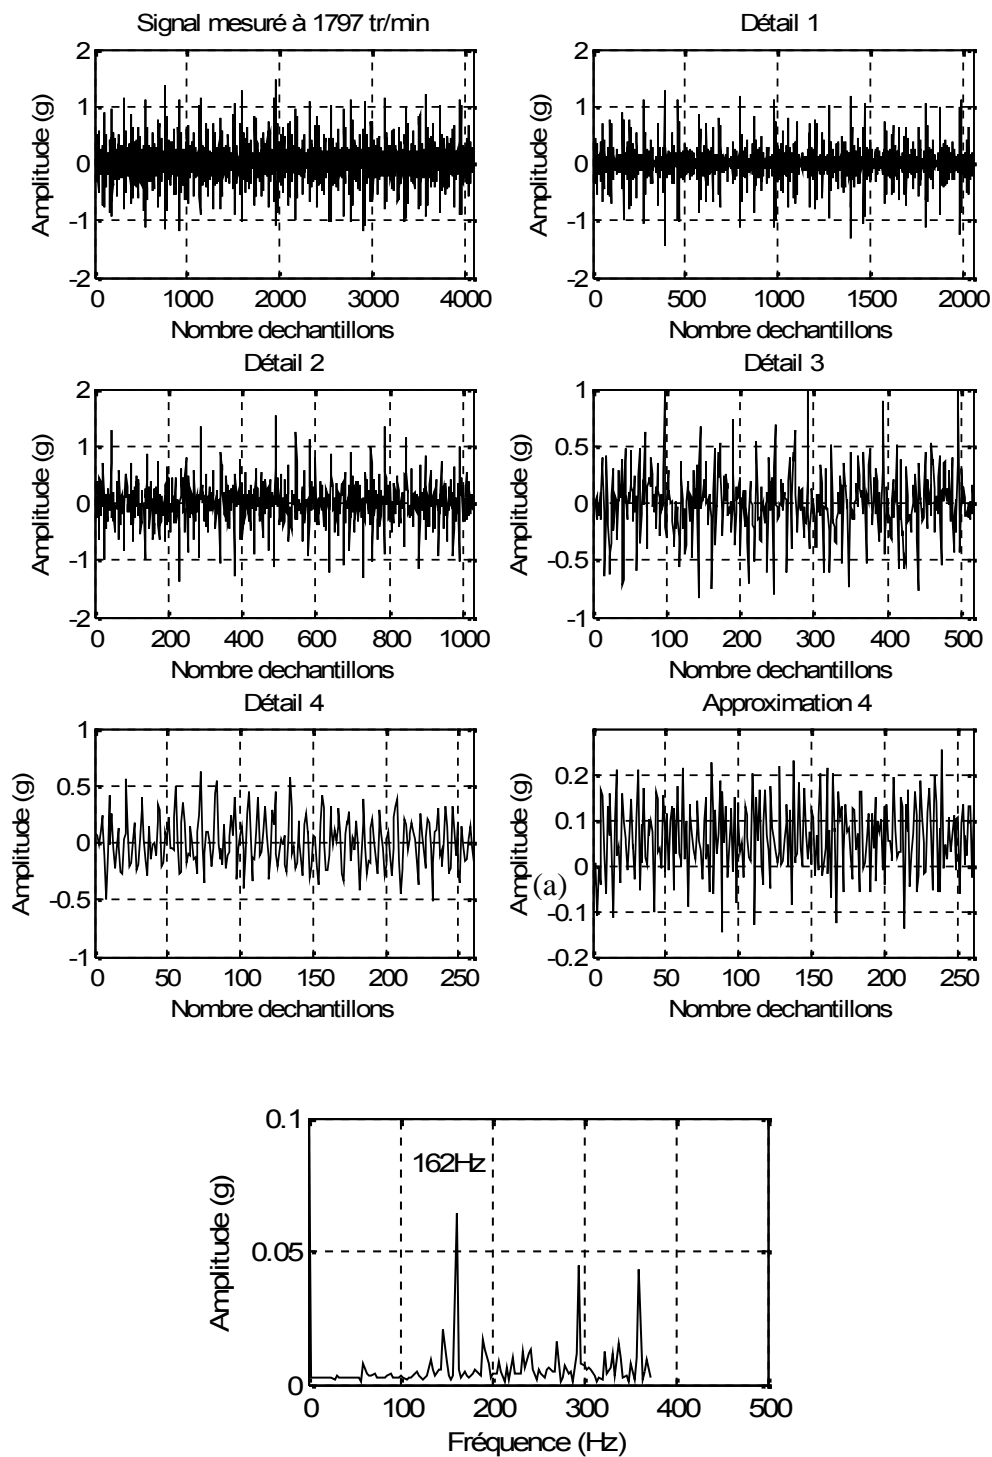 Signal mesuré à 1797 tr/min
2
1
0
-1
-2
Amplitude (g)
0 1000 2000 3000 4000
Nombre dechantillons
Détail 1
2
1
0
-1
-2
Amplitude (g)
0 500 1000 1500 2000
Nombre dechantillons
Détail 2
2
1
0
-1
-2
Amplitude (g)
0 200 400 600 800 1000
Nombre dechantillons
Détail 3
1
0.5
0
-0.5
-1
Amplitude (g)
0 100 200 300 400 500
Nombre dechantillons
Détail 4
1
0.5
0
-0.5
-1
Amplitude (g)
0 50 100 150 200 250
Nombre dechantillons
Approximation 4
0.2
0.1
0
-0.1
-0.2
Amplitude (g)
0 50 100 150 200 250
Nombre dechantillons
(a)
0.1
0.05
0
Amplitude (g)
162Hz
0 100 200 300 400 500
Fréquence (Hz)